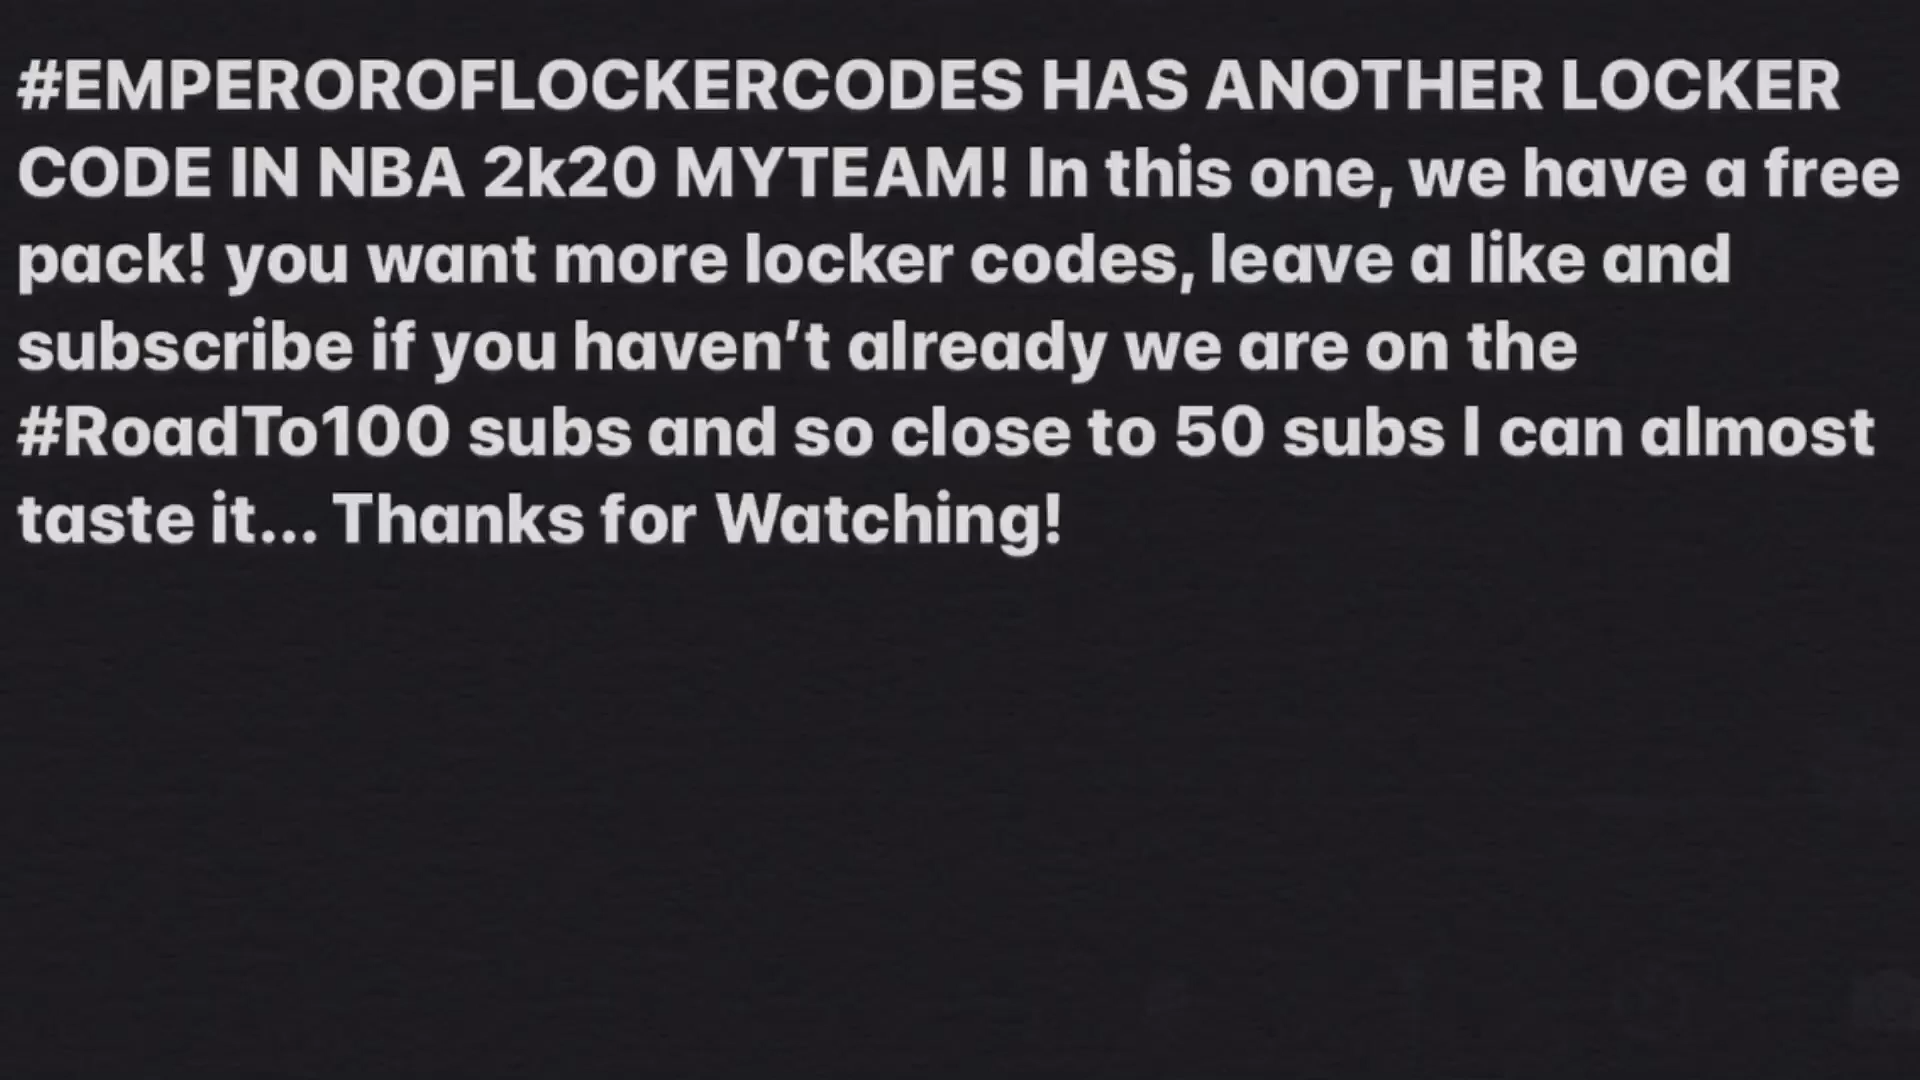 #EMPEROROFLOCKERCODES HAS ANOTHER LOCKER
CODE IN NBA 2k20 MYTEAM! In this one, we have a free
pack! you want more locker codes, leave a like and
subscribe if you haven’t already we are on the
#RoadTo100 subs and so close to 50 subs I can almost
taste it... Thanks for Watching!